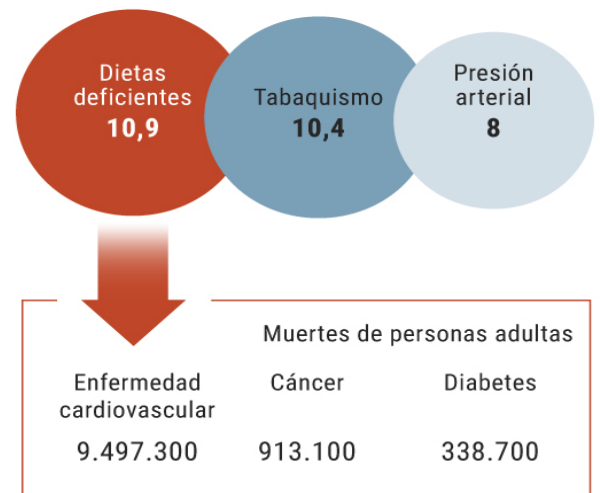 Dietas
deficientes
10,9
Tabaquismo
10,4
Presión
arterial
8
Muertes de personas adultas
Enfermedad
cardiovascular
9.497.300
Cáncer
913.100
Diabetes
338.700